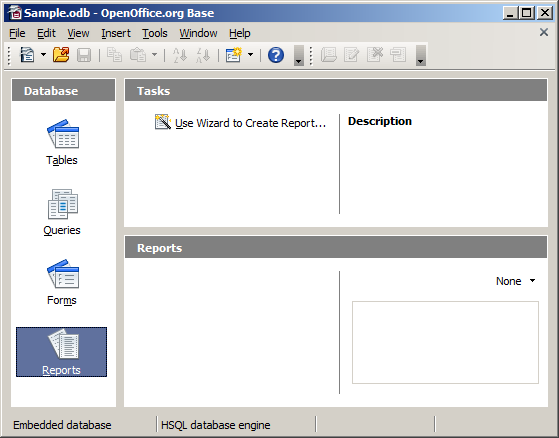 Sample.odb - OpenOffice.org Base
File Edit View Insert Tools Window Help
Database
Tasks
Tables
Queries
Forms
Reports
Use Wizard to Create Report...
Description
Reports
None
Embedded database
HSQL database engine